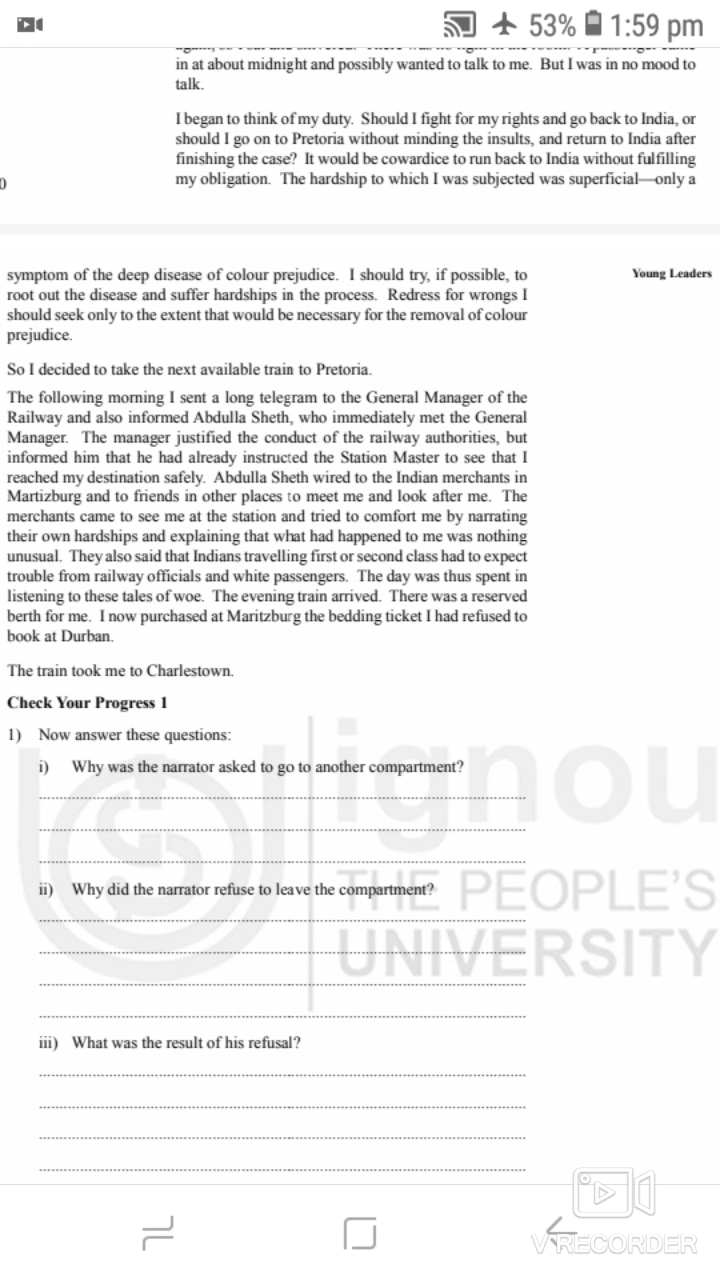 53% 1:59 pm
in at about midnight and possibly wanted to talk to me. But I was in no mood to
talk.
I began to think of my duty. Should I fight for my rights and go back to India, or
should I go on to Pretoria without minding the insults, and return to India after
finishing the case? It would be cowardice to run back to India without fulfilling
my obligation. The hardship to which I was subjected was superficial—only a
0
symptom of the deep disease of colour prejudice. I should try, if possible, to
Young Leaders
root out the disease and suffer hardships in the process. Redress for wrongs I
should seek only to the extent that would be necessary for the removal of colour
prejudice.
So I decided to take the next available train to Pretoria.
The following morning I sent a long telegram to the General Manager of the
Railway and also informed Abdulla Sheth, who immediately met the General
Manager. The manager justified the conduct of the railway authorities, but
informed him that he had already instructed the Station Master to see that I
reached my destination safely. Abdulla Sheth wired to the Indian merchants in
Martizburg and to friends in other places to meet me and look after me. The
merchants came to see me at the station and tried to comfort me by narrating
their own hardships and explaining that what had happened to me was nothing
unusual. They also said that Indians travelling first or second class had to expect
trouble from railway officials and white passengers. The day was thus spent in
listening to these tales of woe. The evening train arrived. There was a reserved
berth for me. I now purchased at Maritzburg the bedding ticket I had refused to
book at Durban.
The train took me to Charlestown.
Check Your Progress 1
1) Now answer these questions:
i) Why was the narrator asked to go to another compartment?
ii) Why did the narrator refuse to leave the compartment?
iii) What was the result of his refusal?
ignou
THE PEOPLE'S
UNIVERSITY
V RECORDER